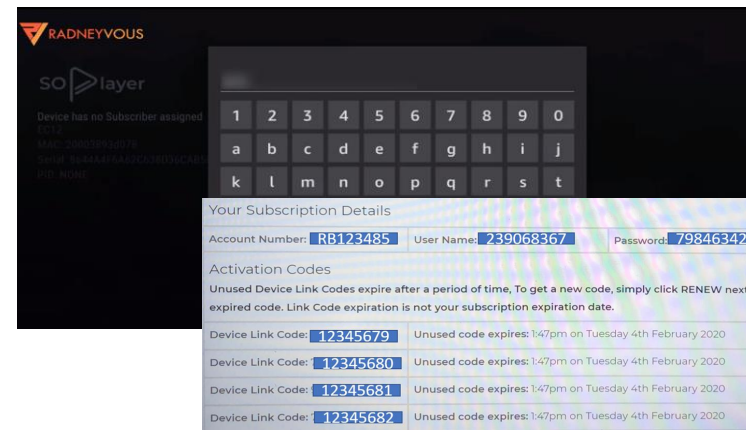 RADNEYVOUS
SO Player
Device has no Subscriber assigned
EC12
PID: NONE
1 2 3 4 5 6 7 8 9 0
a b c d e f g h i j
k l m n o p q r s t
Your Subscription Details
Account Number: RB123485 User Name: 239068367 Password: 79846342
Activation Codes
Unused Device Link Codes expire after a period of time, To get a new code, simply click RENEW next
expired code. Link Code expiration is not your subscription expiration date.
Device Link Code: 12345679 Unused code expires: 1:47pm on Tuesday 4th February 2020
Device Link Code: 12345680 Unused code expires: 1:47pm on Tuesday 4th February 2020
Device Link Code: 12345681 Unused code expires: 1:47pm on Tuesday 4th February 2020
Device Link Code: 12345682 Unused code expires: 1:47pm on Tuesday 4th February 2020